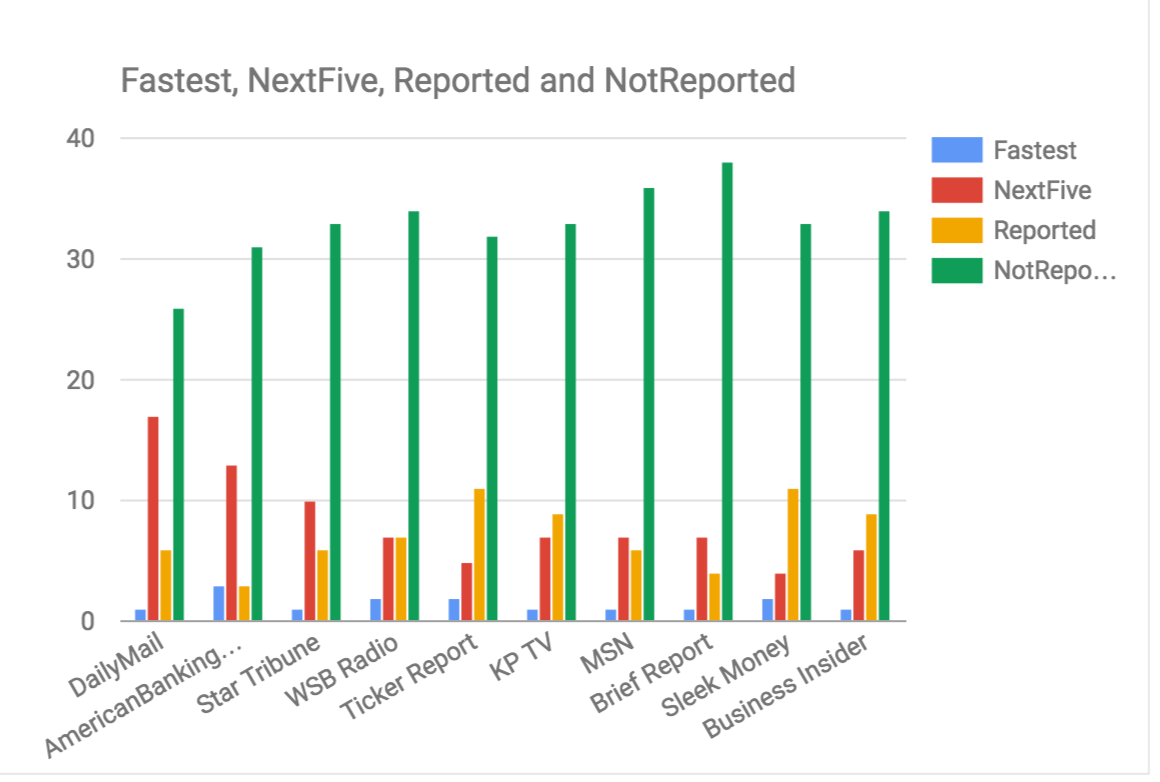 Fastest, NextFive, Reported and NotReported
40
30
20
10
0
Fastest
NextFive
Reported
NotRepo...
DailyMail
AmericanBanking...
Star Tribune
WSB Radio
Ticker Report
KP TV
MSN
Brief Report
Sleek Money
Business Insider